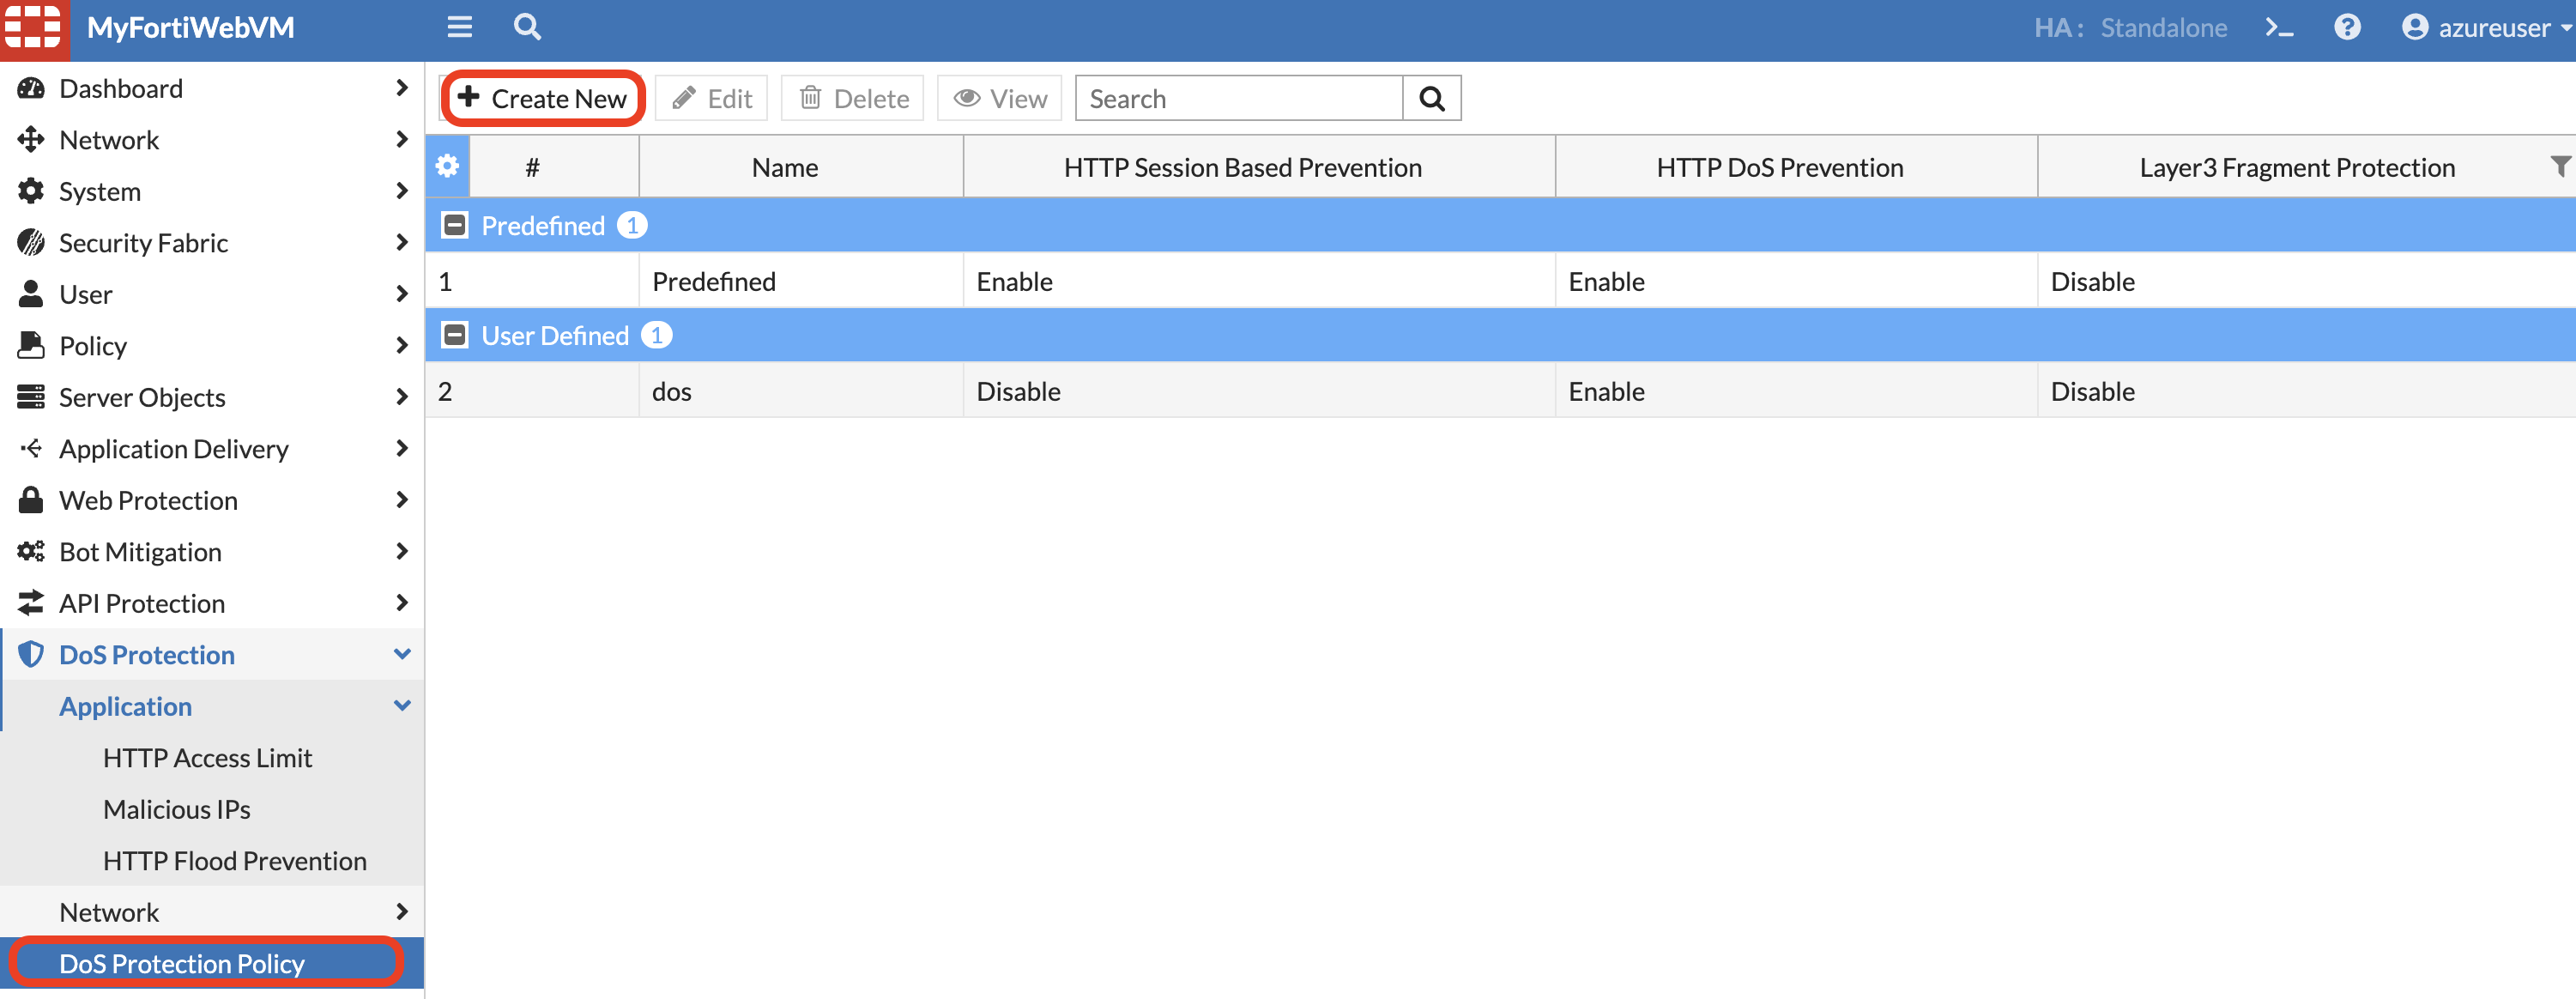 MyFortiWebVM
HA : Standalone
azureuser
Dashboard
Network
System
Security Fabric
User
Policy
Server Objects
Application Delivery
Web Protection
Bot Mitigation
API Protection
DoS Protection
Application
HTTP Access Limit
Malicious IPs
HTTP Flood Prevention
Network
DoS Protection Policy
Create New Edit Delete View Search
# Name HTTP Session Based Prevention HTTP DoS Prevention Layer3 Fragment Protection
Predefined 1
1 Predefined Enable Enable Disable
User Defined 1
2 dos Disable Enable Disable